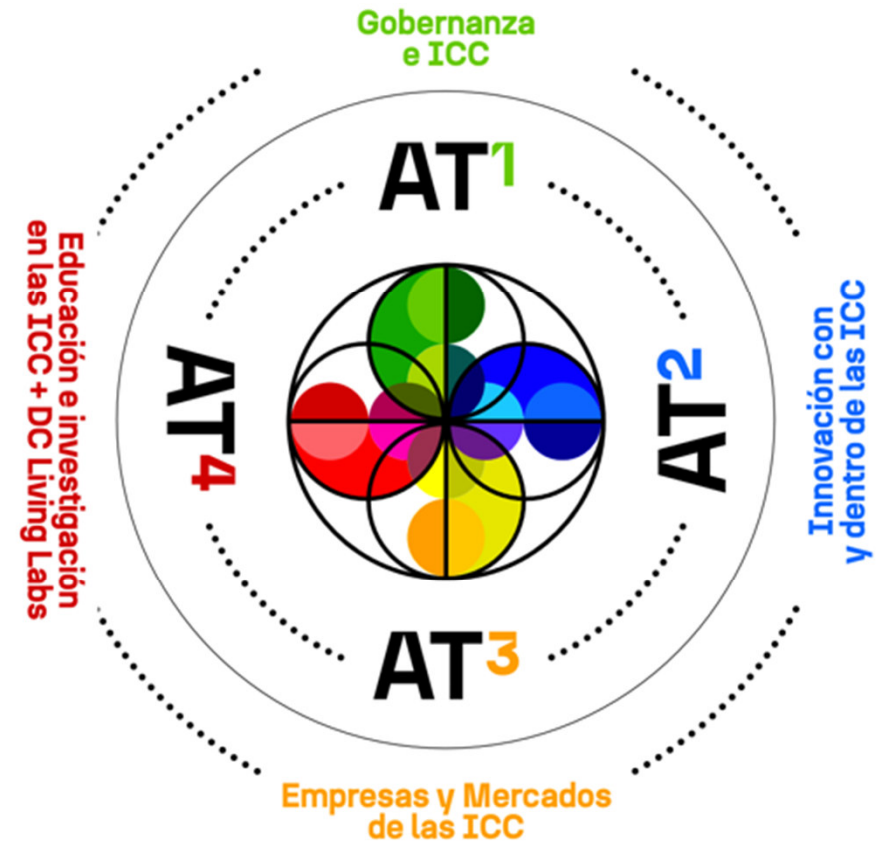 Gobernanza
e ICC
AT1
Innovación con
y dentro de las ICC
AT2
AT3
Empresas y Mercados
de las ICC
AT4
Educación e investigación
en las ICC + DC Living Labs